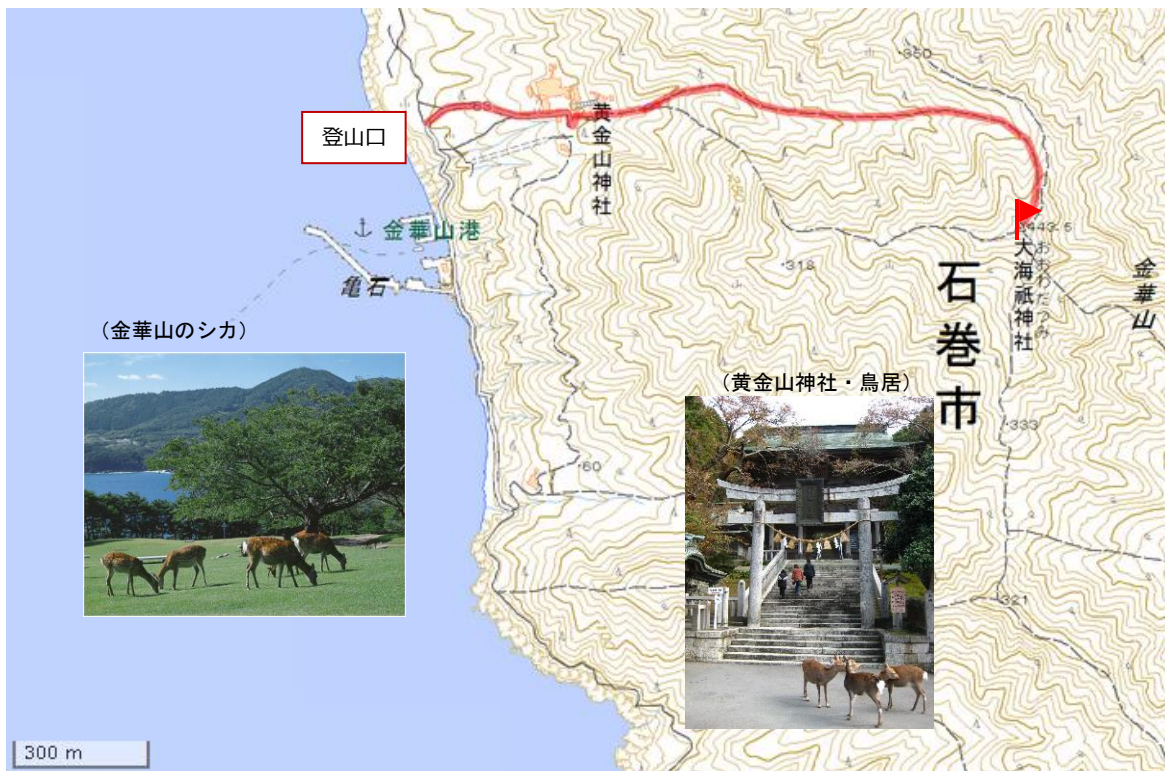 登山口
63
350
黄金山神社
金華山港
亀石
443.5
大海祇神社
おおわだつみ
金華山
石巻市
318
（金華山のシカ）
（黄金山神社・鳥居）
333
60
321
300 m